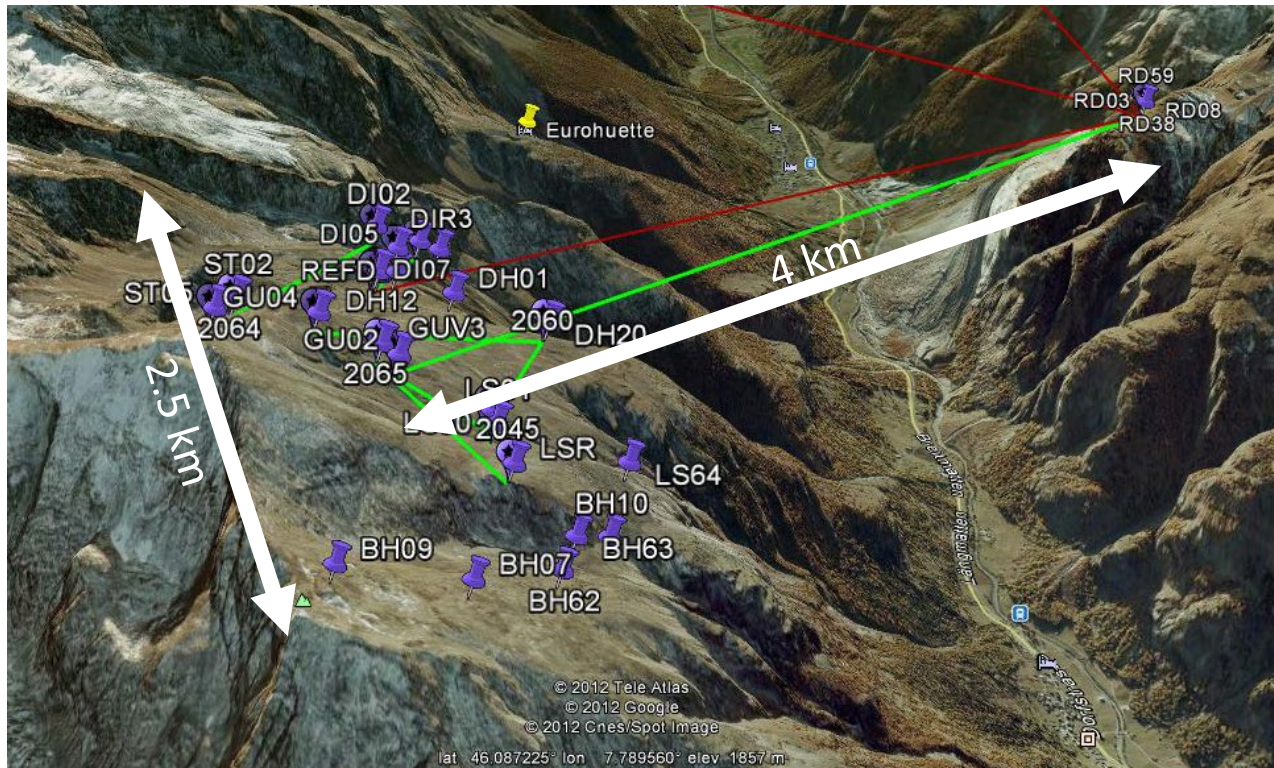 RD59
RD03
RD08
RD38
Eurohuette
DI02
DIR3
DI05
ST02
REFD
DI07
DH01
ST05
GU04
DH12
2064
2060
GU02
GUV3
DH20
4 km
2065
2.5 km
2045
LSR
LS64
BH10
BH63
BH09
BH07
BH62
© 2012 Tele Atlas
© 2012 Google
© 2012 Cnes/Spot Image
lat 46.087225° lon 7.789560° elev 1857 m